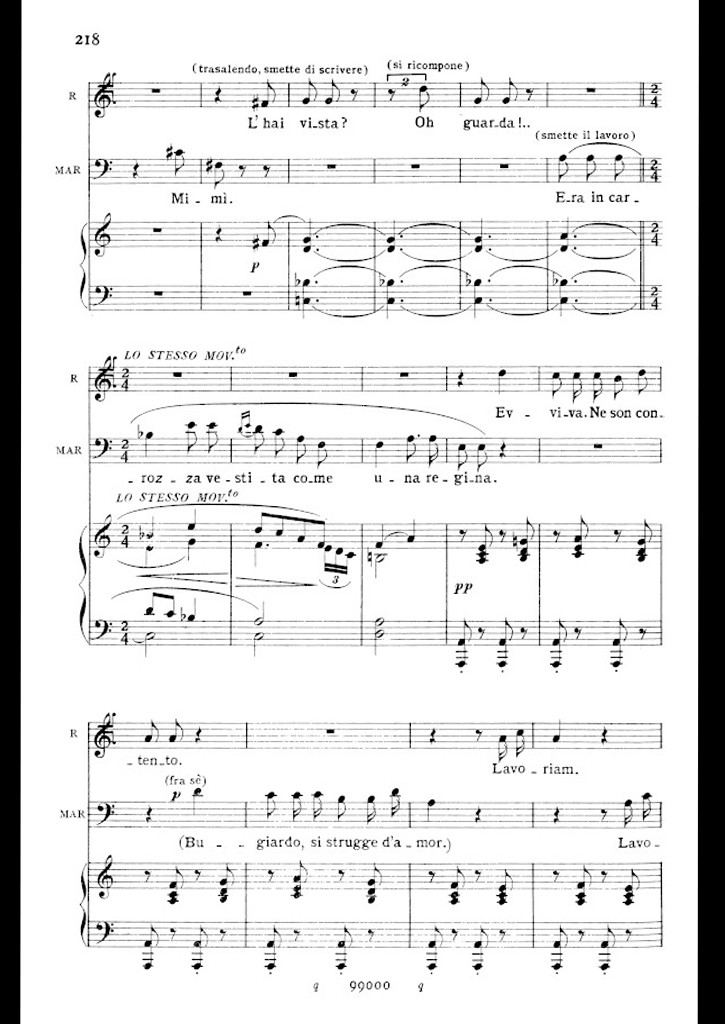 218
(trasalendo, smette di scrivere) (si ricompone)
R
2
L'hai vi_sta? Oh guar_da!..
(smette il lavoro)
MAR
Mi_mì. E_ra in car_
p
LO STESSO MOV.to
R
Ev_vi_va. Ne son con_
MAR
_roz_za ve_sti_ta co_me u_na re_gi_na.
LO STESSO MOV.to
3
pp
R
_ten_to. Lavo_riam.
(fra sè)
p
MAR
(Bu__giardo, si strugge d'a_mor.) Lavo_
q 99000 q